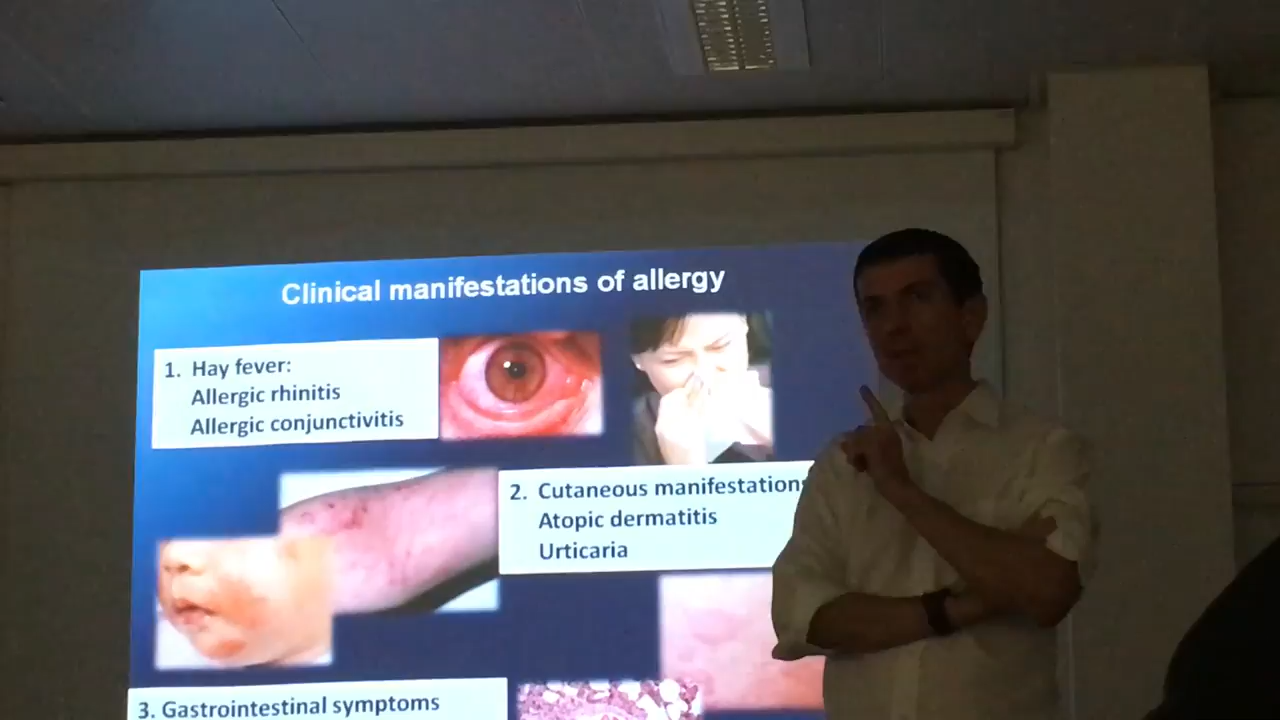 Clinical manifestations of allergy
1. Hay fever:
Allergic rhinitis
Allergic conjunctivitis
2. Cutaneous manifestations
Atopic dermatitis
Urticaria
3. Gastrointestinal symptoms